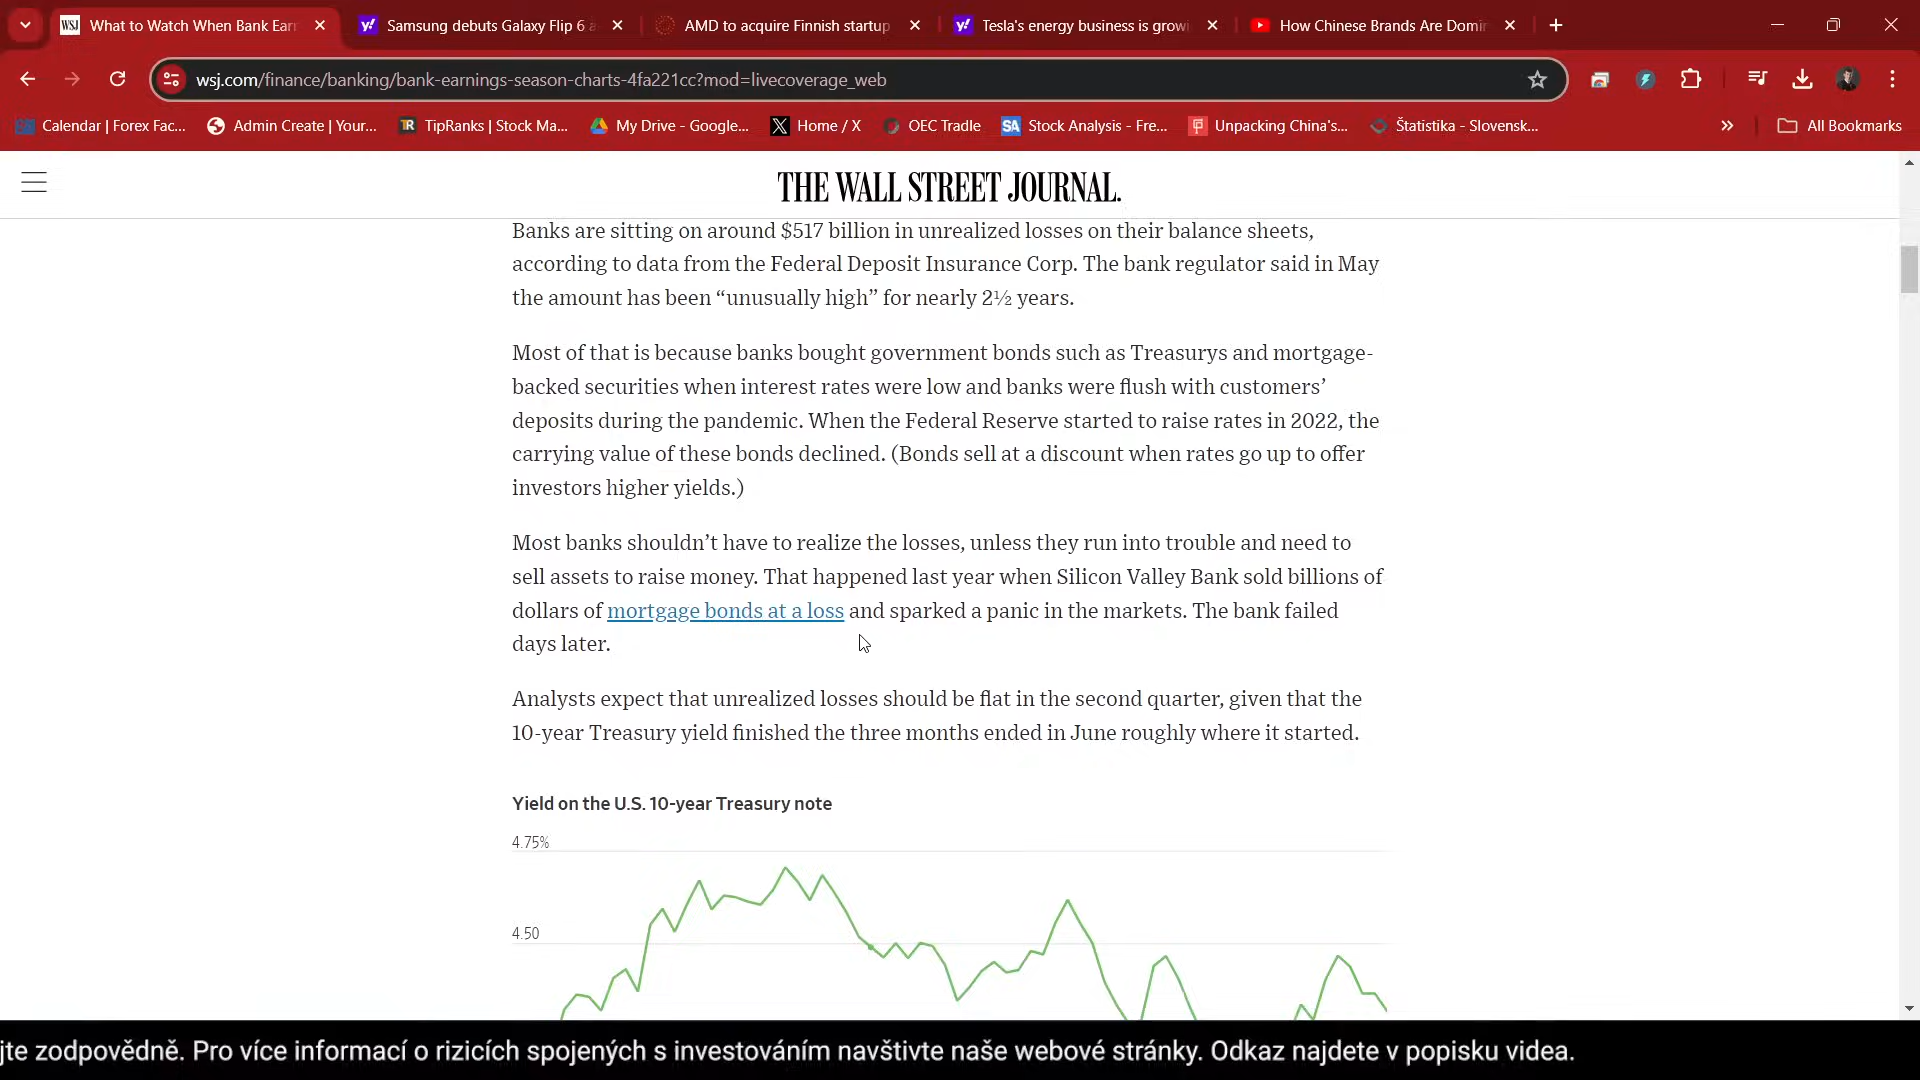 What to Watch When Bank Ear
Samsung debuts Galaxy Flip 6 a
AMD to acquire Finnish startup
Tesla's energy business is growi
How Chinese Brands Are Domin
wsj.com/finance/banking/bank-earnings-season-charts-4fa221cc?mod=livecoverage_web
Calendar | Forex Fac...
Admin Create | Your...
TipRanks | Stock Ma...
My Drive - Google...
Home / X
OEC Tradle
Stock Analysis - Fre...
Unpacking China's...
Štatistika - Slovensk...
All Bookmarks
THE WALL STREET JOURNAL.
Banks are sitting on around $517 billion in unrealized losses on their balance sheets,
according to data from the Federal Deposit Insurance Corp. The bank regulator said in May
the amount has been “unusually high” for nearly 2½ years.
Most of that is because banks bought government bonds such as Treasurys and mortgage-
backed securities when interest rates were low and banks were flush with customers’
deposits during the pandemic. When the Federal Reserve started to raise rates in 2022, the
carrying value of these bonds declined. (Bonds sell at a discount when rates go up to offer
investors higher yields.)
Most banks shouldn’t have to realize the losses, unless they run into trouble and need to
sell assets to raise money. That happened last year when Silicon Valley Bank sold billions of
dollars of mortgage bonds at a loss and sparked a panic in the markets. The bank failed
days later.
Analysts expect that unrealized losses should be flat in the second quarter, given that the
10-year Treasury yield finished the three months ended in June roughly where it started.
Yield on the U.S. 10-year Treasury note
4.75%
4.50
jte zodpovědně. Pro více informací o rizicích spojených s investováním navštivte naše webové stránky. Odkaz najdete v popisku videa.